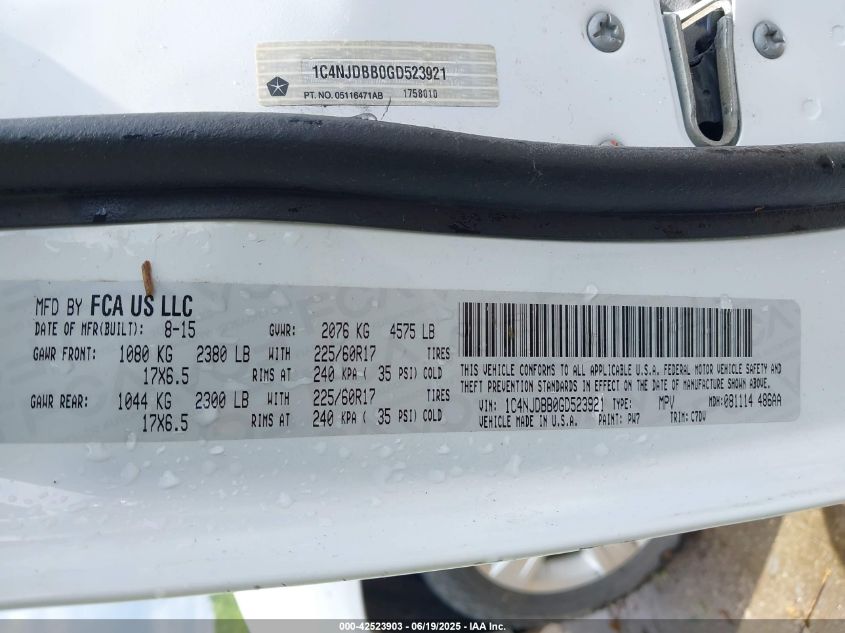 1C4NJDBB0GD523921
PT. NO. 05116471AB 1758010
MFD BY FCA US LLC
DATE OF MFR(BUILT): 8-15 GVWR: 2076 KG 4575 LB
GAWR FRONT: 1080 KG 2380 LB WITH 225/60R17 TIRES
17X6.5 RIMS AT 240 KPA ( 35 PSI) COLD
GAWR REAR: 1044 KG 2300 LB WITH 225/60R17 TIRES
17X6.5 RIMS AT 240 KPA ( 35 PSI) COLD
THIS VEHICLE CONFORMS TO ALL APPLICABLE U.S.A. FEDERAL MOTOR VEHICLE SAFETY AND
THEFT PREVENTION STANDARDS IN EFFECT ON THE DATE OF MANUFACTURE SHOWN ABOVE.
VIN: 1C4NJDBB0GD523921 TYPE: MPV MDH: 081114 486AA
VEHICLE MADE IN U.S.A. PAINT: PW7 TRIM: C7DV
000-42523903 - 06/19/2025 - IAA Inc.